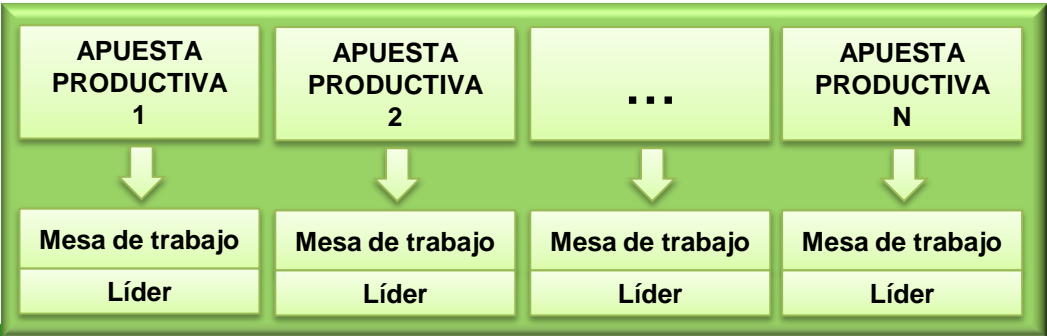 APUESTA
PRODUCTIVA
1
APUESTA
PRODUCTIVA
2
...
APUESTA
PRODUCTIVA
N
Mesa de trabajo
Líder
Mesa de trabajo
Líder
Mesa de trabajo
Líder
Mesa de trabajo
Líder